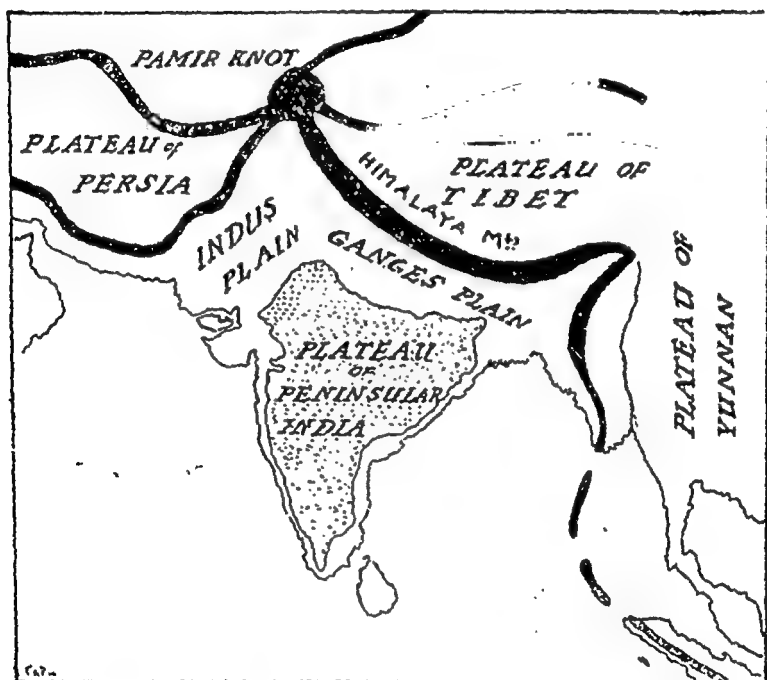 PAMIR KNOT
PLATEAU of
PERSIA
HIMALAYA Mts
PLATEAU OF
TIBET
INDUS
PLAIN
GANGES PLAIN
PLATEAU OF
YUNNAN
PLATEAU
OF
PENINSULAR
INDIA